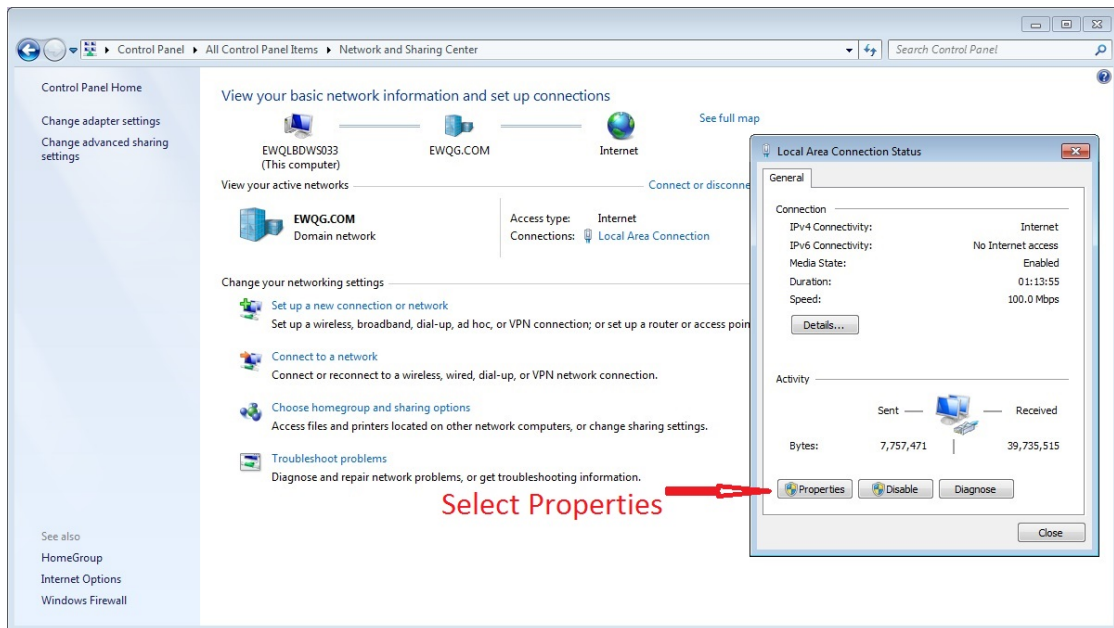 Control Panel ▸ All Control Panel Items ▸ Network and Sharing Center
Search Control Panel
Control Panel Home
Change adapter settings
Change advanced sharing
settings
View your basic network information and set up connections
See full map
EWQLBDWS033
(This computer)
EWQG.COM
Internet
View your active networks
Connect or disconne
EWQG.COM
Domain network
Access type: Internet
Connections: Local Area Connection
Change your networking settings
Set up a new connection or network
Set up a wireless, broadband, dial-up, ad hoc, or VPN connection; or set up a router or access poin
Connect to a network
Connect or reconnect to a wireless, wired, dial-up, or VPN network connection.
Choose homegroup and sharing options
Access files and printers located on other network computers, or change sharing settings.
Troubleshoot problems
Diagnose and repair network problems, or get troubleshooting information.
Select Properties
See also
HomeGroup
Internet Options
Windows Firewall
Local Area Connection Status
General
Connection
IPv4 Connectivity: Internet
IPv6 Connectivity: No Internet access
Media State: Enabled
Duration: 01:13:55
Speed: 100.0 Mbps
Details...
Activity
Sent Received
Bytes: 7,757,471 39,735,515
Properties Disable Diagnose
Close